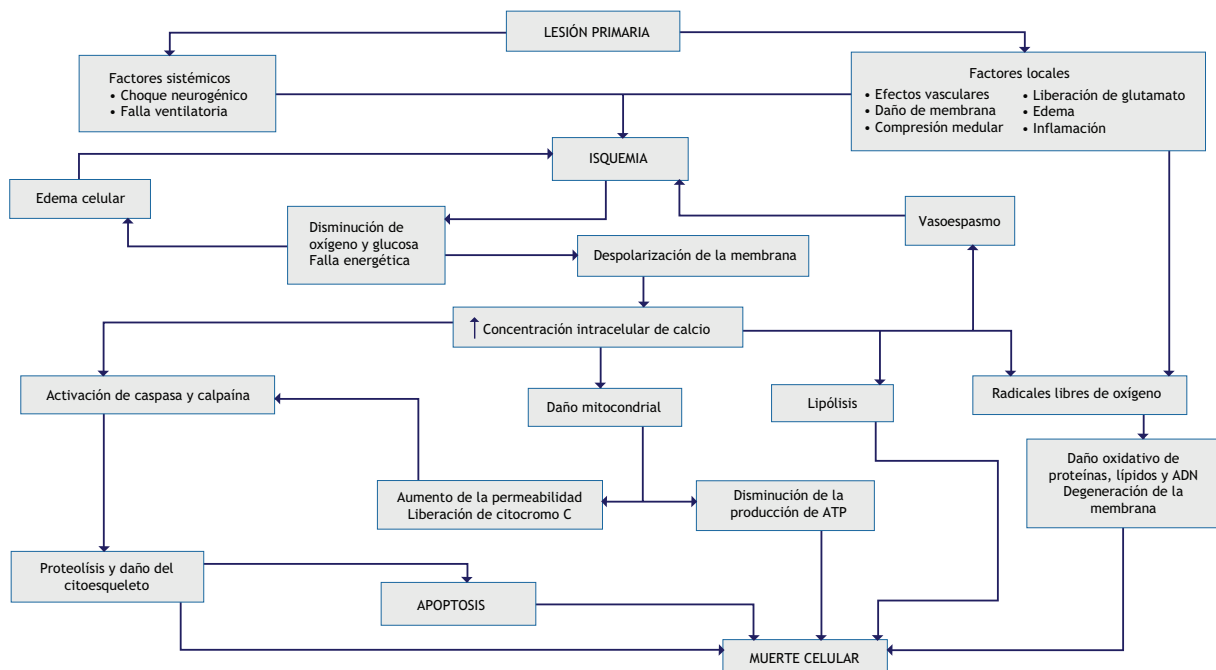 LESIÓN PRIMARIA
Factores sistémicos
• Choque neurogénico
• Falla ventilatoria
Factores locales
• Efectos vasculares
• Daño de membrana
• Compresión medular
• Liberación de glutamato
• Edema
• Inflamación
ISQUEMIA
Edema celular
Vasoespasmo
Disminución de
oxígeno y glucosa
Falla energética
Despolarización de la membrana
↑ Concentración intracelular de calcio
Activación de caspasa y calpaína
Daño mitocondrial
Lipólisis
Radicales libres de oxígeno
Aumento de la permeabilidad
Liberación de citocromo C
Disminución de la
producción de ATP
Daño oxidativo de
proteínas, lípidos y ADN
Degeneración de la
membrana
Proteolísis y daño del
citoesqueleto
APOPTOSIS
MUERTE CELULAR